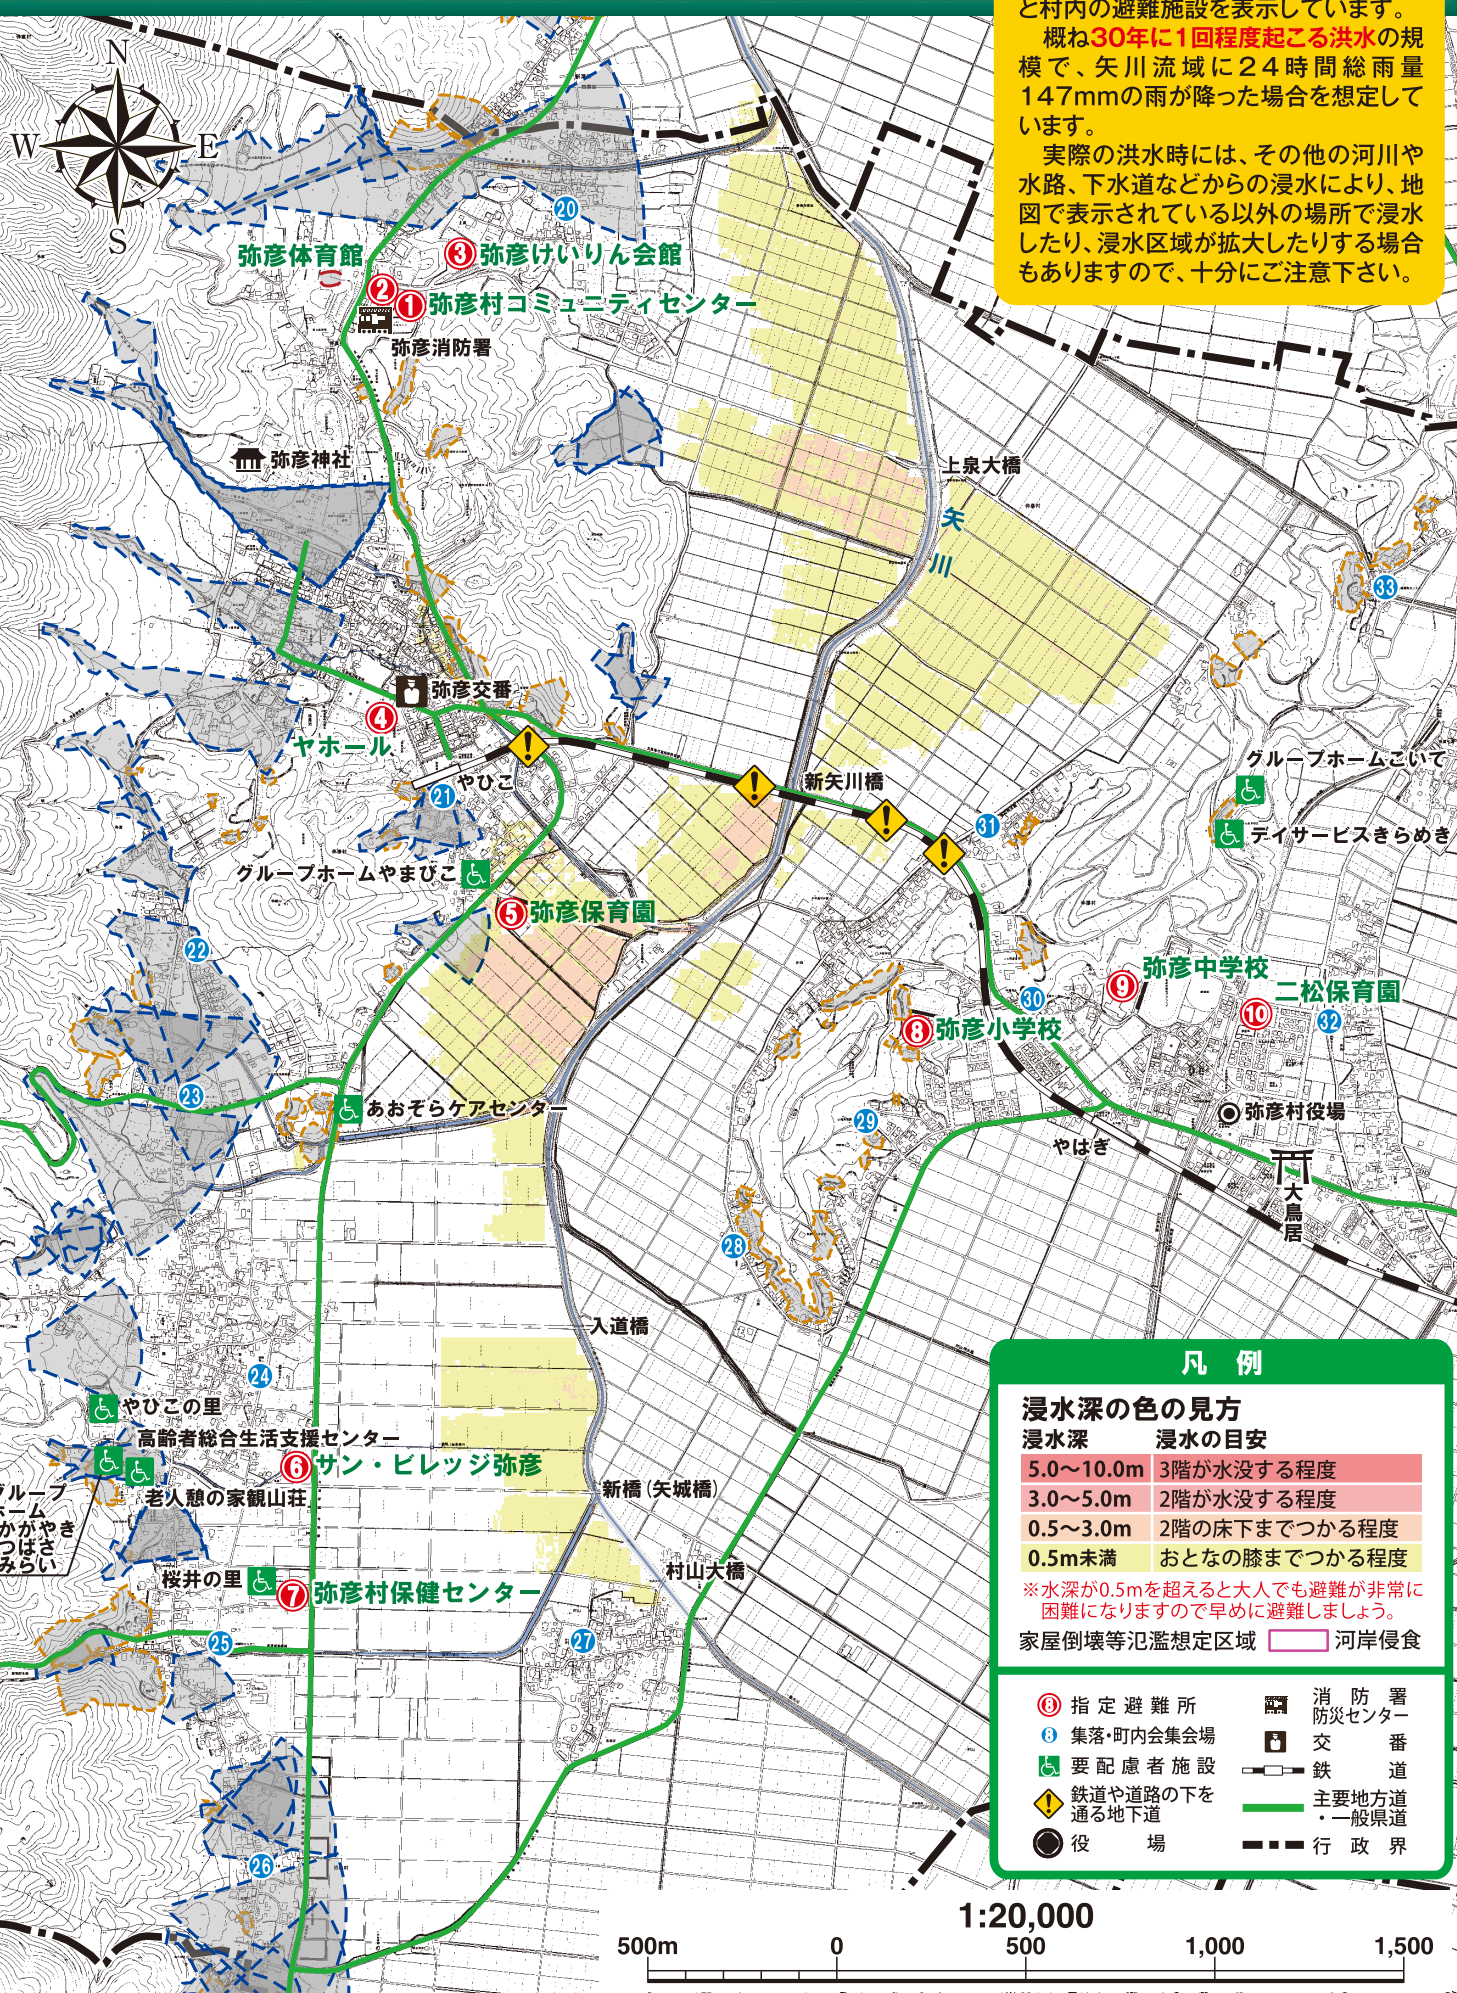 と村内の避難施設を表示しています。
概ね30年に1回程度起こる洪水の規
模で、矢川流域に24時間総雨量
147mmの雨が降った場合を想定して
います。
実際の洪水時には、その他の河川や
水路、下水道などからの浸水により、地
図で表示されている以外の場所で浸水
したり、浸水区域が拡大したりする場合
もありますので、十分にご注意下さい。
N
W E
S
20
弥彦体育館
3 弥彦けいりん会館
2
1 弥彦村コミュニティセンター
弥彦消防署
弥彦神社
上泉大橋
矢川
33
弥彦交番
4
ヤホール
やひこ
21
新矢川橋
グループホームこいて
31
デイサービスきらめき
グループホームやまびこ
5 弥彦保育園
22
弥彦中学校
9
二松保育園
10
32
30
8 弥彦小学校
23
あおぞらケアセンター
29
弥彦村役場
やはぎ
大鳥居
28
入道橋
24
やひこの里
高齢者総合生活支援センター
6 サン・ビレッジ弥彦
新橋(矢城橋)
老人憩の家観山荘
グループ
ホーム
かがやき
つばさ
みらい
村山大橋
桜井の里
7 弥彦村保健センター
25
27
26
凡 例
浸水深の色の見方
浸水深 浸水の目安
5.0～10.0m 3階が水没する程度
3.0～5.0m 2階が水没する程度
0.5～3.0m 2階の床下までつかる程度
0.5m未満 おとなの膝までつかる程度
※水深が0.5mを超えると大人でも避難が非常に
困難になりますので早めに避難しましょう。
家屋倒壊等氾濫想定区域 河岸侵食
8 指定避難所
8 集落・町内会集会場
要配慮者施設
鉄道や道路の下を
通る地下道
役場
消防署
防災センター
交番
鉄道
主要地方道
・一般県道
行政界
1:20,000
500m 0 500 1,000 1,500